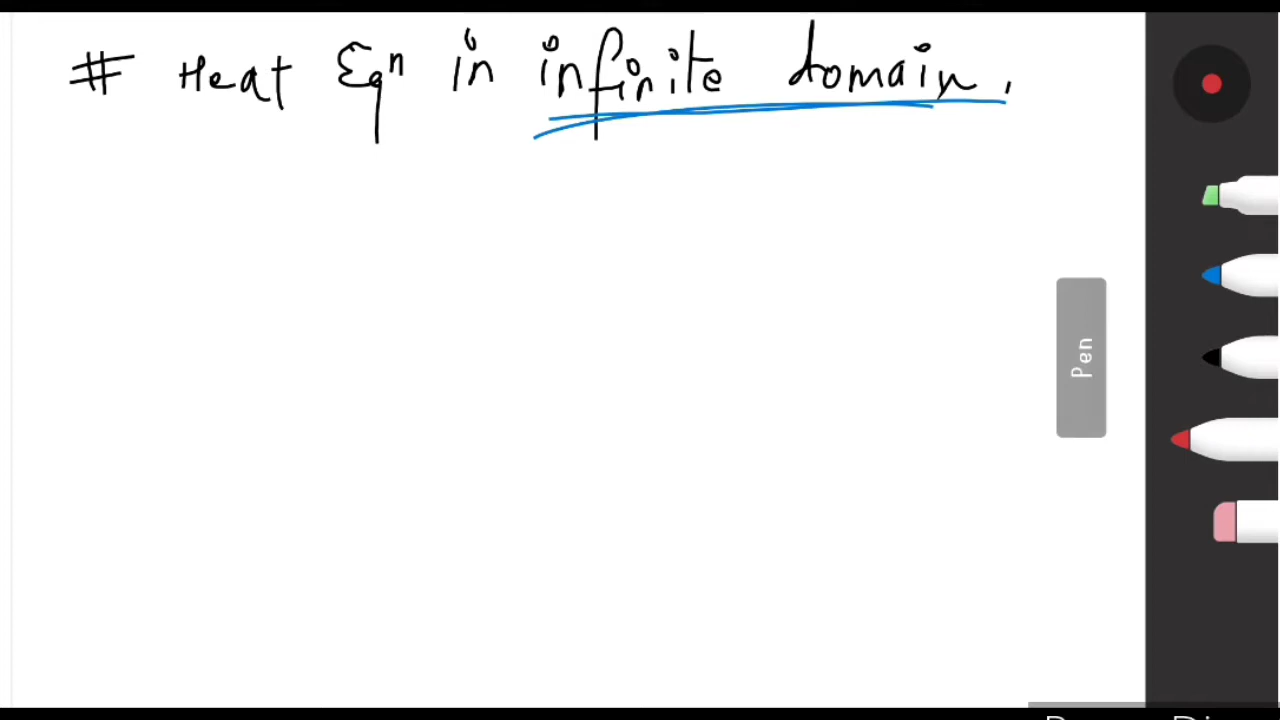 # Heat Eqⁿ in infinite domain.
Pen